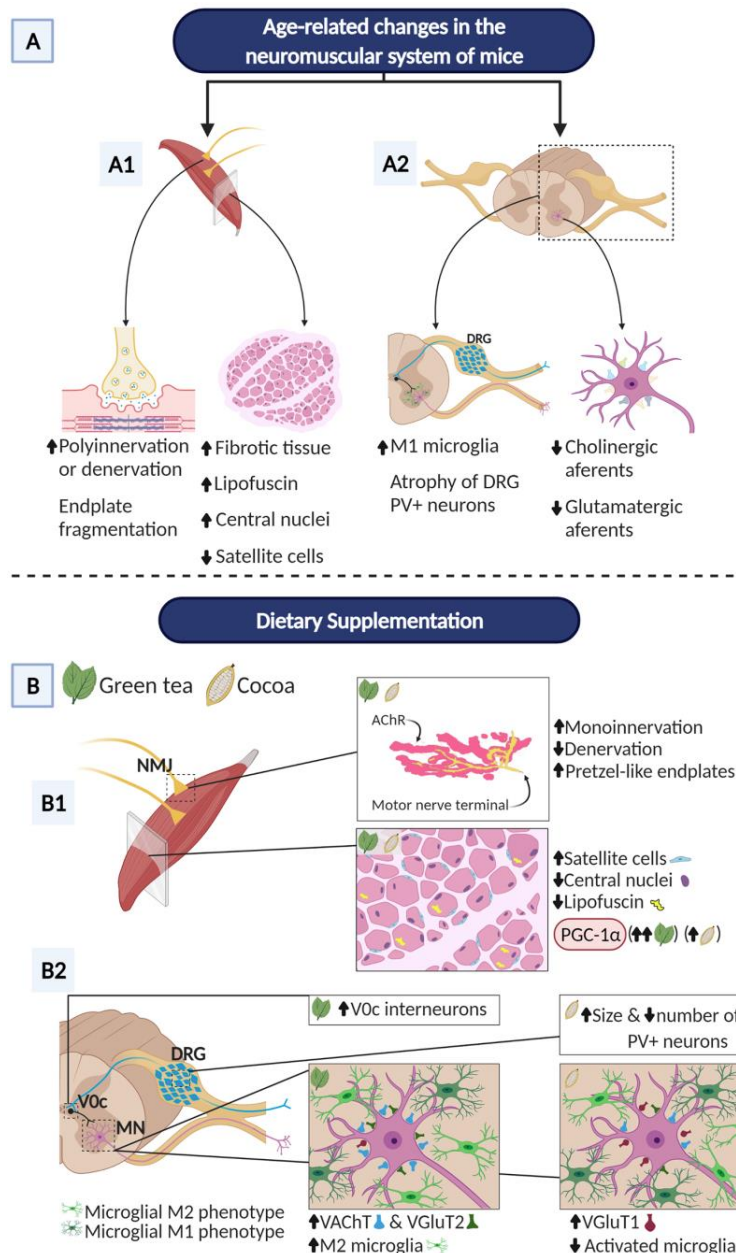 A
Age-related changes in the
neuromuscular system of mice
A1
A2
DRG
↑Polyinnervation
or denervation
Endplate
fragmentation
↑Fibrotic tissue
↑Lipofuscin
↑Central nuclei
↓Satellite cells
↑M1 microglia
Atrophy of DRG
PV+ neurons
↓Cholinergic
aferents
↓Glutamatergic
aferents
Dietary Supplementation
B
Green tea
Cocoa
B1
NMJ
AChR
Motor nerve terminal
↑Monoinnervation
↓Denervation
↑Pretzel-like endplates
↑Satellite cells
↓Central nuclei
↓Lipofuscin
PGC-1α (↑↑) (↑)
B2
DRG
V0c
MN
↑V0c interneurons
↑Size & ↓number of
PV+ neurons
Microglial M2 phenotype
Microglial M1 phenotype
↑VAChT & VGluT2
↑M2 microglia
↑VGluT1
↓Activated microglia